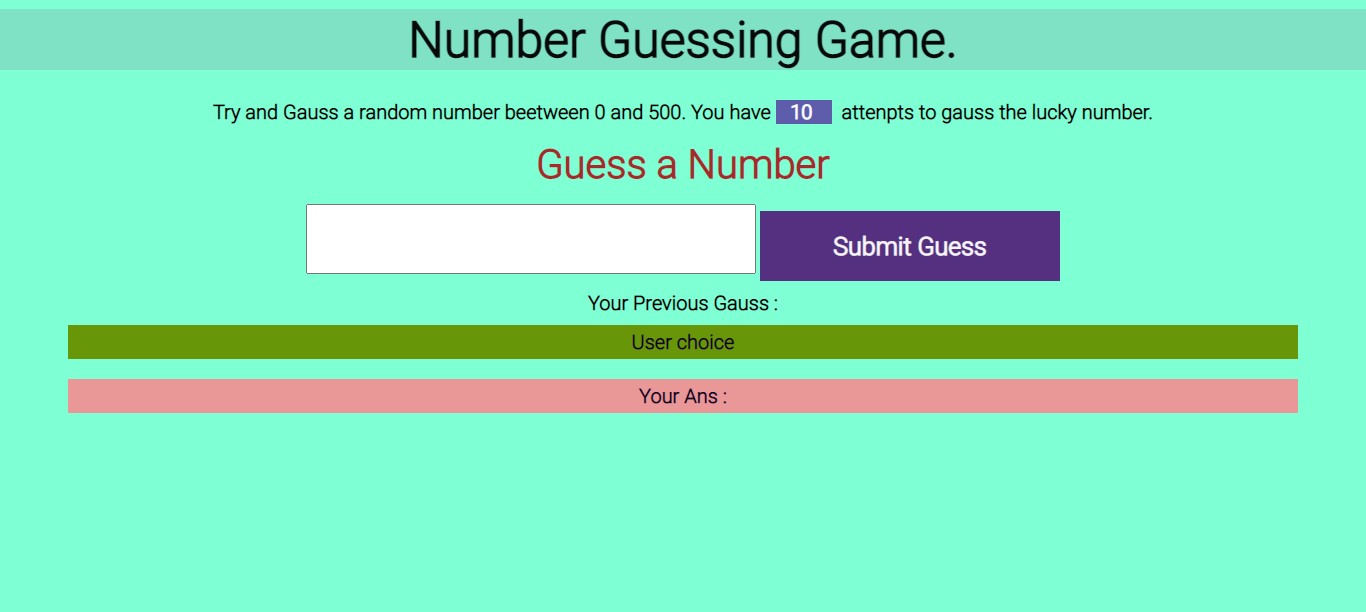 Number Guessing Game.
Try and Gauss a random number beetween 0 and 500. You have 10 attenpts to gauss the lucky number.
Guess a Number
Submit Guess
Your Previous Gauss :
User choice
Your Ans :